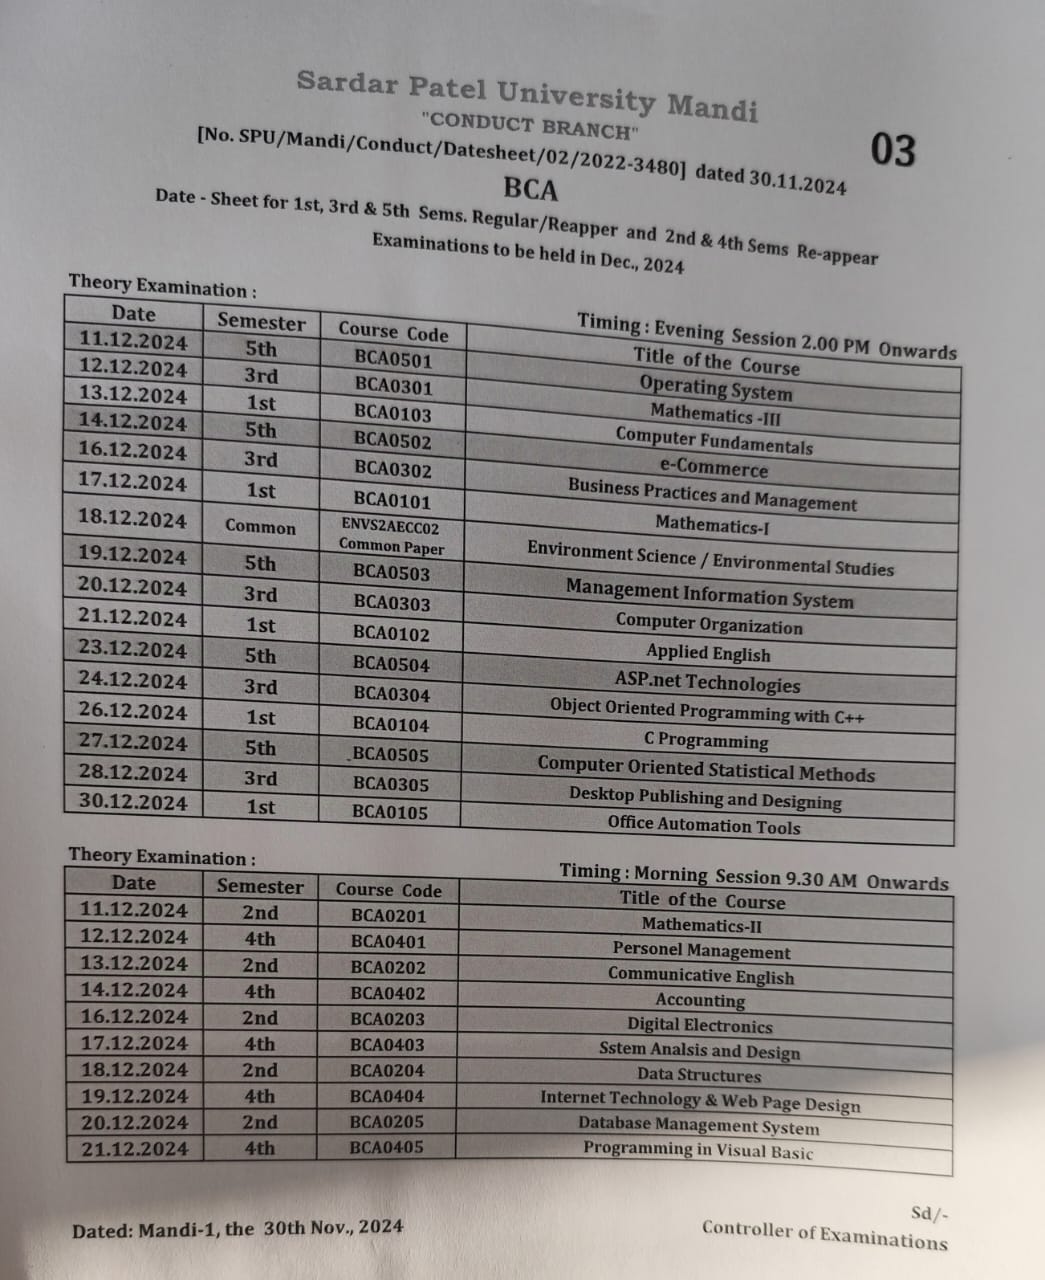 Sardar Patel University Mandi
"CONDUCT BRANCH"
03
[No. SPU/Mandi/Conduct/Datesheet/02/2022-3480] dated 30.11.2024
BCA
Date - Sheet for 1st, 3rd & 5th Sems. Regular/Reapper and 2nd & 4th Sems Re-appear
Examinations to be held in Dec., 2024
Theory Examination : Timing : Evening Session 2.00 PM Onwards
Date Semester Course Code Title of the Course
11.12.2024 5th BCA0501 Operating System
12.12.2024 3rd BCA0301 Mathematics -III
13.12.2024 1st BCA0103 Computer Fundamentals
14.12.2024 5th BCA0502 e-Commerce
16.12.2024 3rd BCA0302 Business Practices and Management
17.12.2024 1st BCA0101 Mathematics-I
18.12.2024 Common ENVS2AECC02 Common Paper Environment Science / Environmental Studies
19.12.2024 5th BCA0503 Management Information System
20.12.2024 3rd BCA0303 Computer Organization
21.12.2024 1st BCA0102 Applied English
23.12.2024 5th BCA0504 ASP.net Technologies
24.12.2024 3rd BCA0304 Object Oriented Programming with C++
26.12.2024 1st BCA0104 C Programming
27.12.2024 5th BCA0505 Computer Oriented Statistical Methods
28.12.2024 3rd BCA0305 Desktop Publishing and Designing
30.12.2024 1st BCA0105 Office Automation Tools
Theory Examination : Timing : Morning Session 9.30 AM Onwards
Date Semester Course Code Title of the Course
11.12.2024 2nd BCA0201 Mathematics-II
12.12.2024 4th BCA0401 Personel Management
13.12.2024 2nd BCA0202 Communicative English
14.12.2024 4th BCA0402 Accounting
16.12.2024 2nd BCA0203 Digital Electronics
17.12.2024 4th BCA0403 Sstem Analsis and Design
18.12.2024 2nd BCA0204 Data Structures
19.12.2024 4th BCA0404 Internet Technology & Web Page Design
20.12.2024 2nd BCA0205 Database Management System
21.12.2024 4th BCA0405 Programming in Visual Basic
Sd/-
Dated: Mandi-1, the 30th Nov., 2024 Controller of Examinations